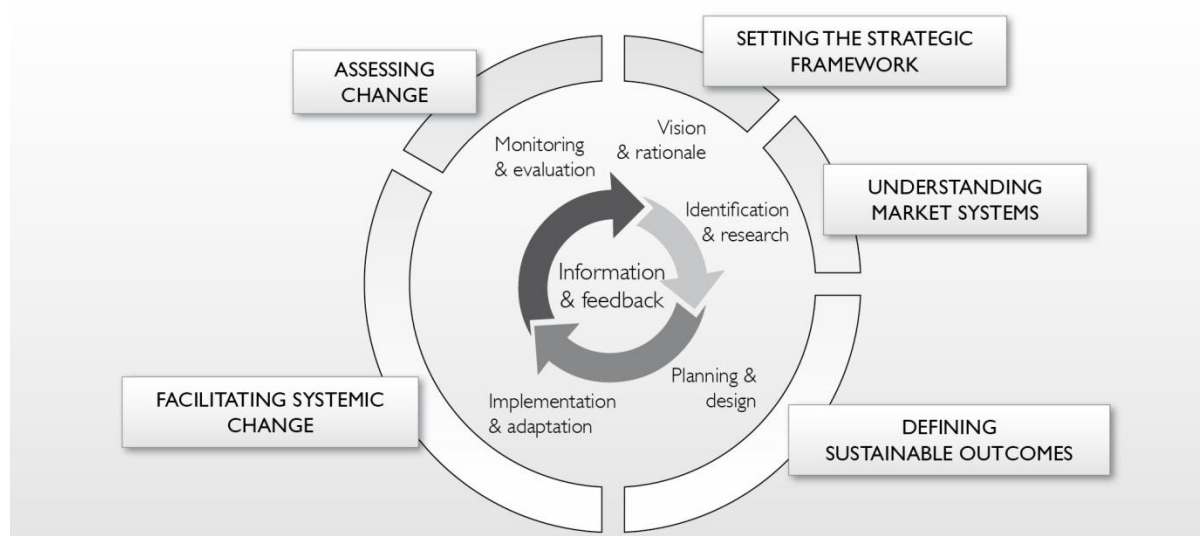 SETTING THE STRATEGIC
FRAMEWORK
ASSESSING
CHANGE
Vision
& rationale
Monitoring
& evaluation
UNDERSTANDING
MARKET SYSTEMS
Identification
& research
Information
& feedback
Planning &
design
Implementation
& adaptation
FACILITATING SYSTEMIC
CHANGE
DEFINING
SUSTAINABLE OUTCOMES